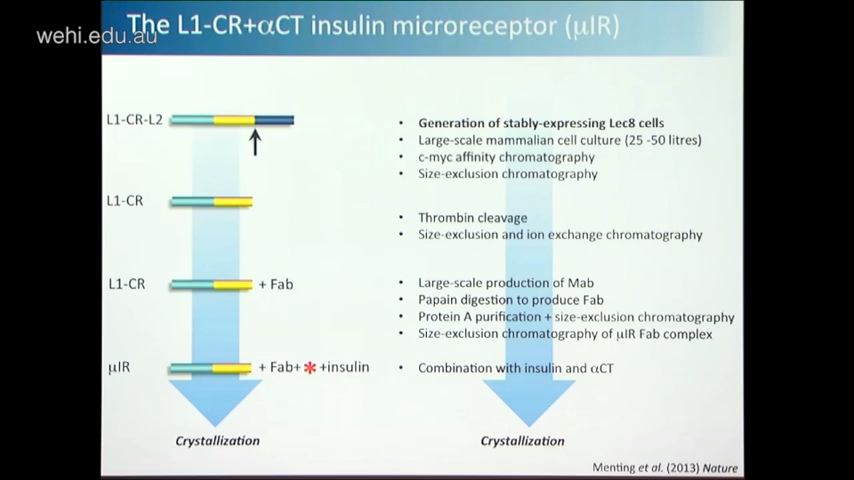 The L1-CR+αCT insulin microreceptor (μIR)
wehi.edu.au
L1-CR-L2
• Generation of stably-expressing Lec8 cells
• Large-scale mammalian cell culture (25 -50 litres)
• c-myc affinity chromatography
• Size-exclusion chromatography
L1-CR
• Thrombin cleavage
• Size-exclusion and ion exchange chromatography
L1-CR
+ Fab
• Large-scale production of Mab
• Papain digestion to produce Fab
• Protein A purification + size-exclusion chromatography
• Size-exclusion chromatography of μIR Fab complex
μIR
+ Fab+ * +insulin
• Combination with insulin and αCT
Crystallization
Crystallization
Menting et al. (2013) Nature